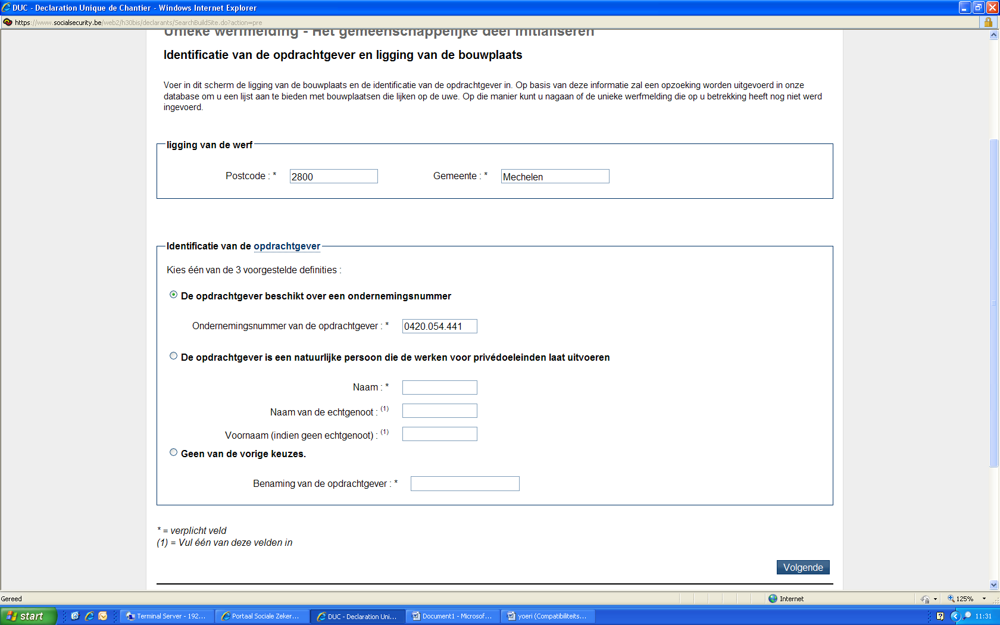 DUC - Declaration Unique de Chantier - Windows Internet Explorer
https://www.socialsecurity.be/web2/h30bis/declarants/SearchBuildSite.do?action=pre
Unieke werfmelding - Het gemeenschappelijke deel initialiseren
Identificatie van de opdrachtgever en ligging van de bouwplaats
Voer in dit scherm de ligging van de bouwplaats en de identificatie van de opdrachtgever in. Op basis van deze informatie zal een opzoeking worden uitgevoerd in onze
database om u een lijst aan te bieden met bouwplaatsen die lijken op de uwe. Op die manier kunt u nagaan of de unieke werfmelding die op u betrekking heeft nog niet werd
ingevoerd.
ligging van de werf
Postcode : * 2800 Gemeente : * Mechelen
Identificatie van de opdrachtgever
Kies één van de 3 voorgestelde definities :
De opdrachtgever beschikt over een ondernemingsnummer
Ondernemingsnummer van de opdrachtgever : * 0420.054.441
De opdrachtgever is een natuurlijke persoon die de werken voor privédoeleinden laat uitvoeren
Naam : *
Naam van de echtgenoot : (1)
Voornaam (indien geen echtgenoot) : (1)
Geen van de vorige keuzes.
Benaming van de opdrachtgever : *
* = verplicht veld
(1) = Vul één van deze velden in
Volgende
Gereed Internet 125%
start Terminal Server - 192... Portaal Sociale Zeker... DUC - Declaration Uni... Document1 - Microsof... yoeri (Compatibiliteits... 11:31